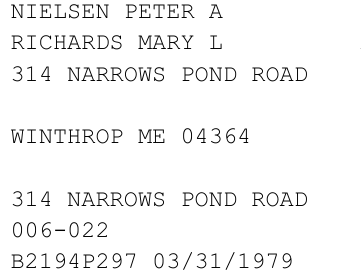 NIELSEN PETER A
RICHARDS MARY L
314 NARROWS POND ROAD
WINTHROP ME 04364
314 NARROWS POND ROAD
006-022
B2194P297 03/31/1979